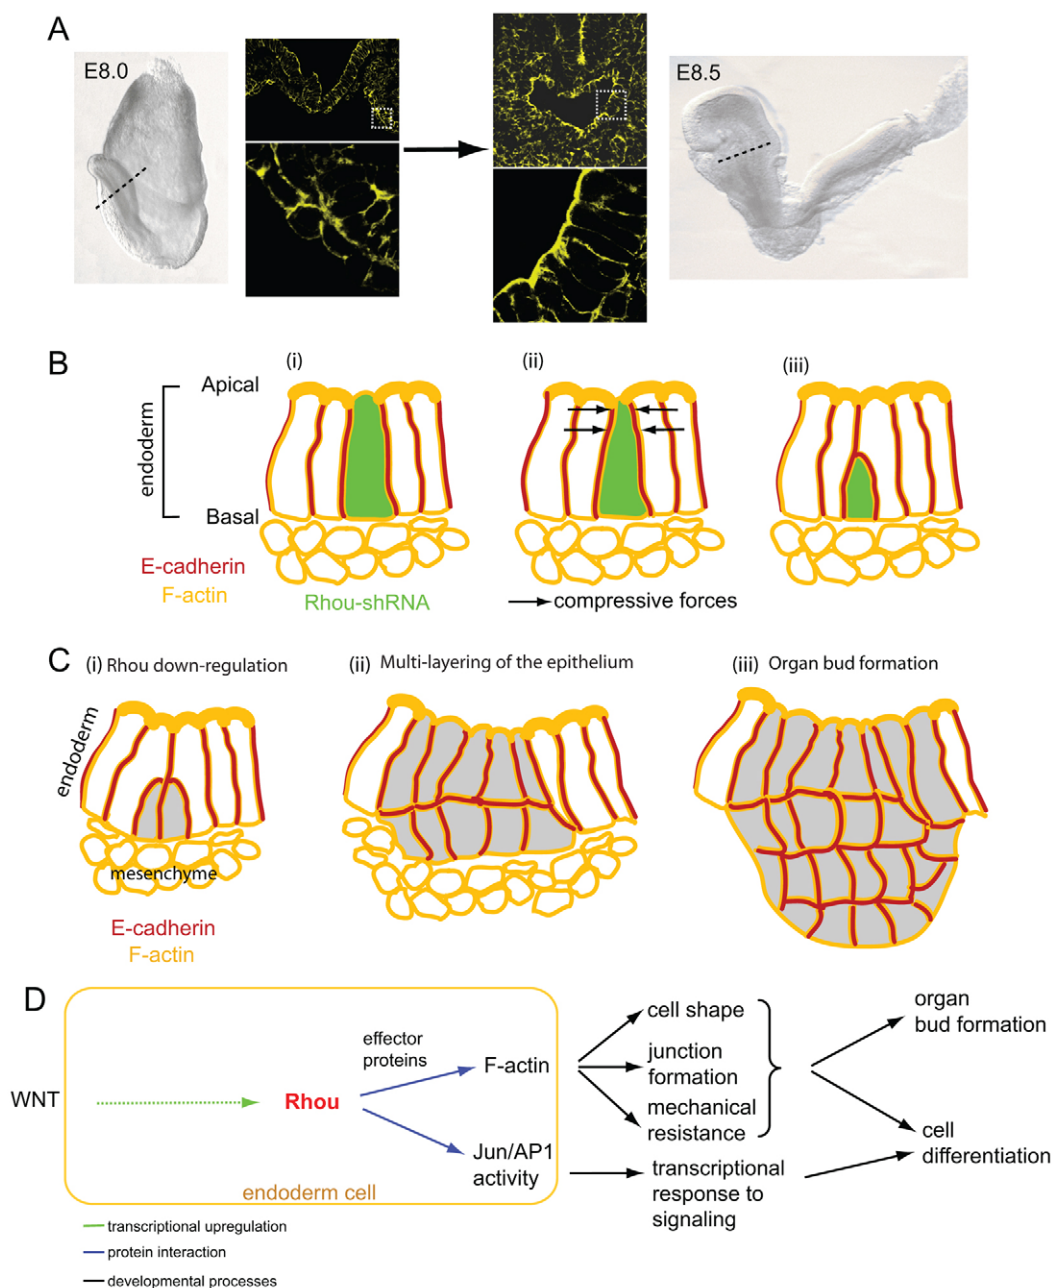 A
E8.0
E8.5
B
(i)
(ii)
(iii)
Apical
endoderm
Basal
E-cadherin
F-actin
Rhou-shRNA
compressive forces
C
(i) Rhou down-regulation
(ii) Multi-layering of the epithelium
(iii) Organ bud formation
endoderm
mesenchyme
E-cadherin
F-actin
D
WNT
Rhou
effector
proteins
F-actin
Jun/AP1
activity
endoderm cell
cell shape
junction
formation
mechanical
resistance
transcriptional
response to
signaling
organ
bud formation
cell
differentiation
transcriptional upregulation
protein interaction
developmental processes